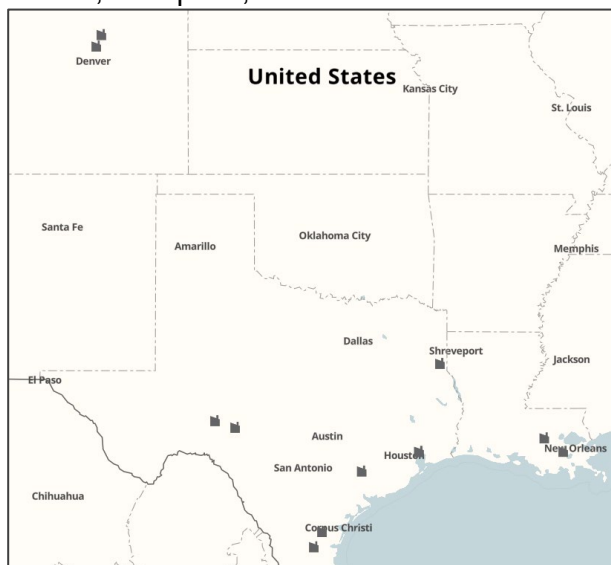 Denver
United States
Kansas City
St. Louis
Santa Fe
Amarillo
Oklahoma City
Memphis
Dallas
Shreveport
Jackson
El Paso
Austin
Houston
New Orleans
San Antonio
Chihuahua
Corpus Christi